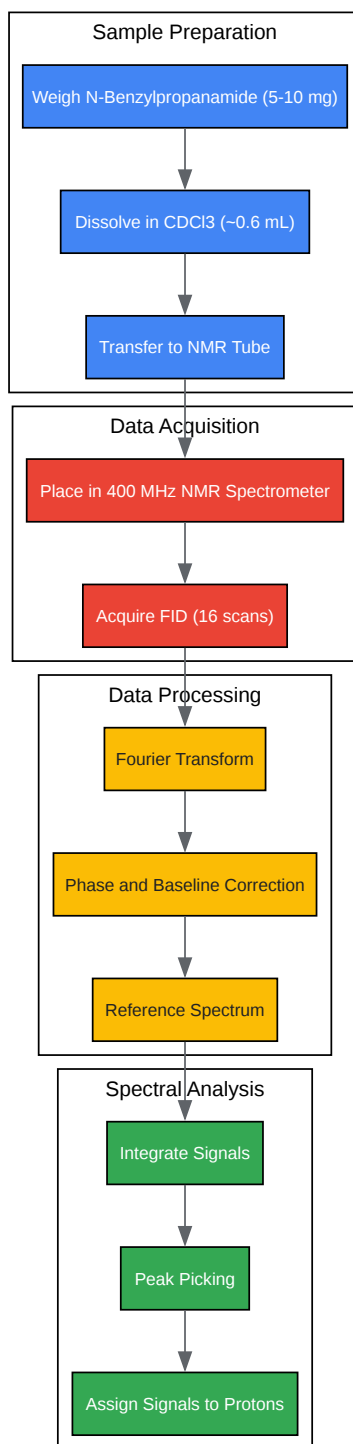 Sample Preparation
Weigh N-Benzylpropanamide (5-10 mg)
Dissolve in CDCl3 (~0.6 mL)
Transfer to NMR Tube
Data Acquisition
Place in 400 MHz NMR Spectrometer
Acquire FID (16 scans)
Data Processing
Fourier Transform
Phase and Baseline Correction
Reference Spectrum
Spectral Analysis
Integrate Signals
Peak Picking
Assign Signals to Protons